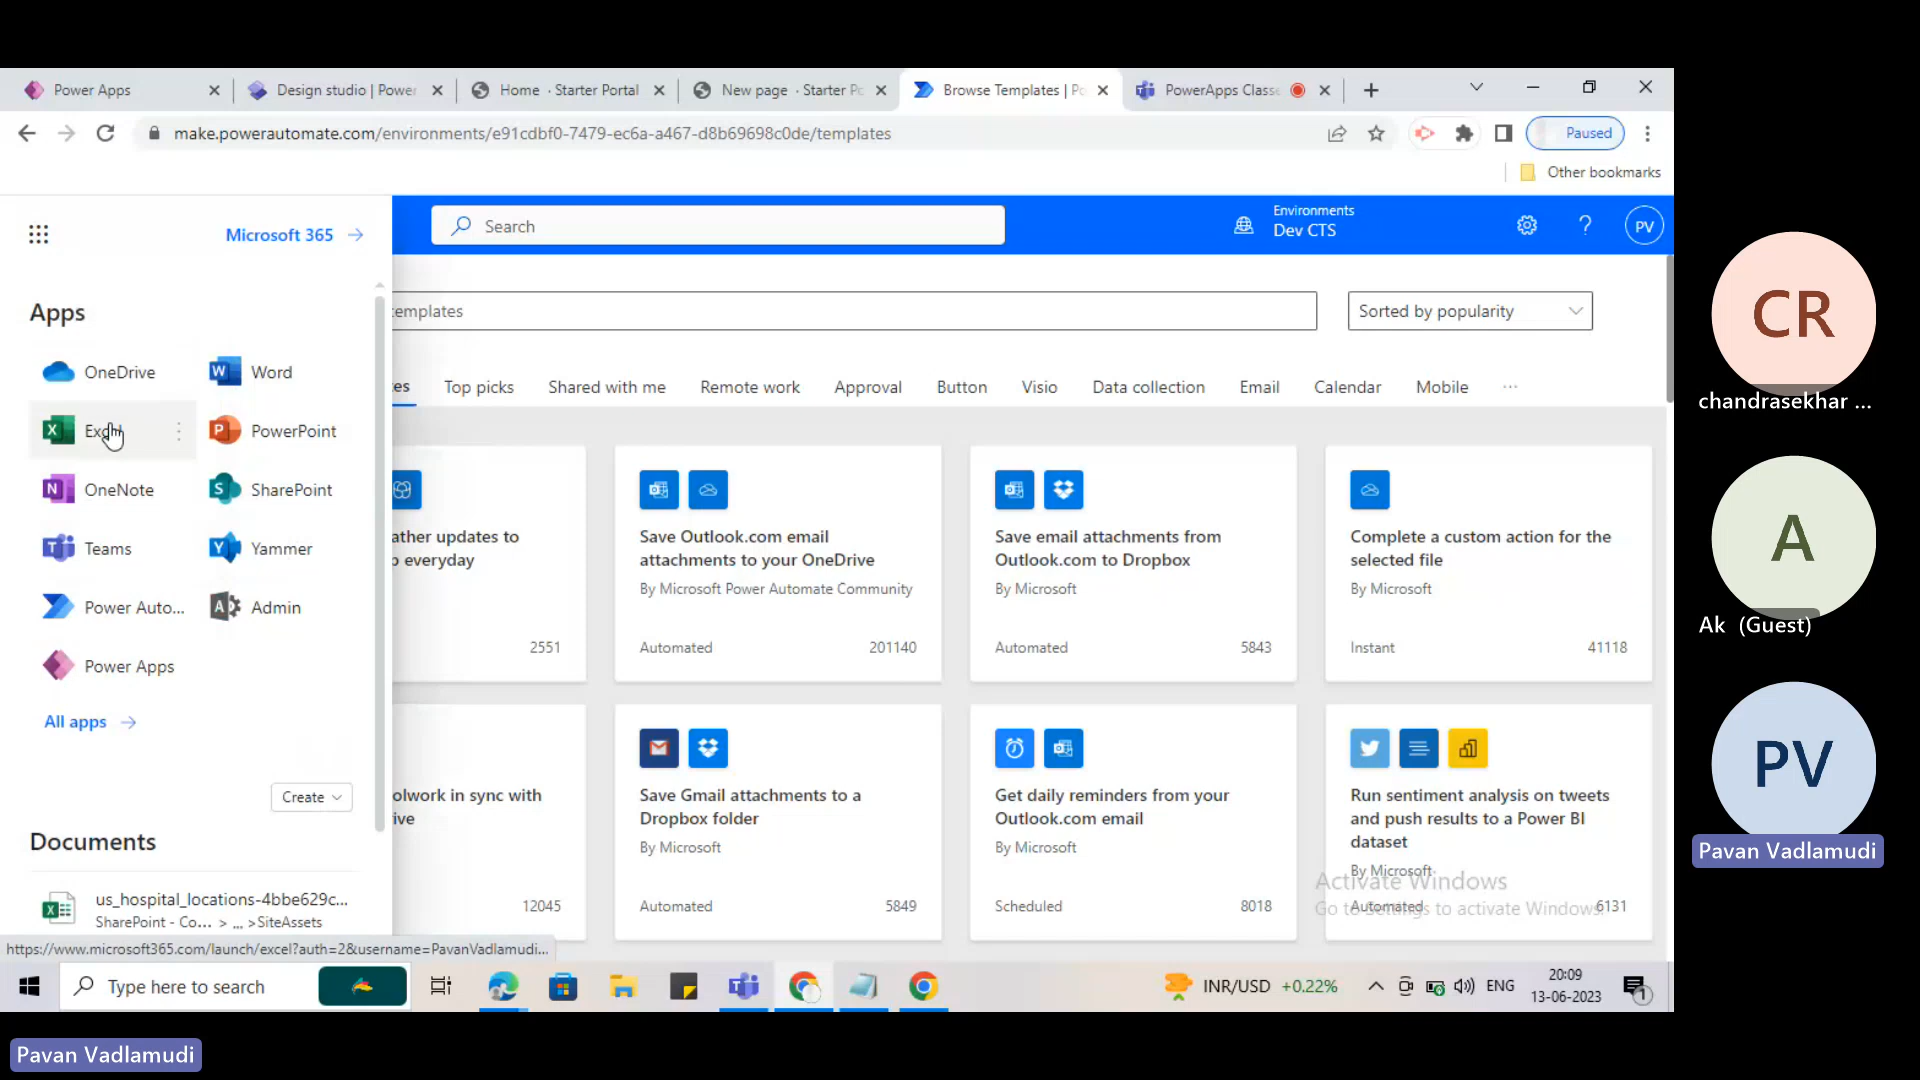 Power Apps
Design studio | Power
Home · Starter Portal
New page · Starter Po
Browse Templates | Po
PowerApps Classe
make.powerautomate.com/environments/e91cdbf0-7479-ec6a-a467-d8b69698c0de/templates
Paused
Other bookmarks
Microsoft 365
Search
Environments
Dev CTS
PV
Apps
emplates
Sorted by popularity
OneDrive
Word
es
Top picks
Shared with me
Remote work
Approval
Button
Visio
Data collection
Email
Calendar
Mobile
...
Excel
PowerPoint
OneNote
SharePoint
Teams
Yammer
Power Auto...
Admin
Power Apps
All apps
Create
Documents
us_hospital_locations-4bbe629c...
SharePoint - Co... > ... >SiteAssets
https://www.microsoft365.com/launch/excel?auth=2&username=PavanVadlamudi...
ather updates to
o everyday
2551
Save Outlook.com email
attachments to your OneDrive
By Microsoft Power Automate Community
Automated
201140
Save email attachments from
Outlook.com to Dropbox
By Microsoft
Automated
5843
Complete a custom action for the
selected file
By Microsoft
Instant
41118
olwork in sync with
ive
12045
Save Gmail attachments to a
Dropbox folder
By Microsoft
Automated
5849
Get daily reminders from your
Outlook.com email
By Microsoft
Scheduled
8018
Run sentiment analysis on tweets
and push results to a Power BI
dataset
By Microsoft
Automated
6131
Activate Windows
Go to Settings to activate Windows.
Type here to search
INR/USD +0.22%
ENG
20:09
13-06-2023
1
CR
chandrasekhar ...
A
Ak (Guest)
PV
Pavan Vadlamudi
Pavan Vadlamudi